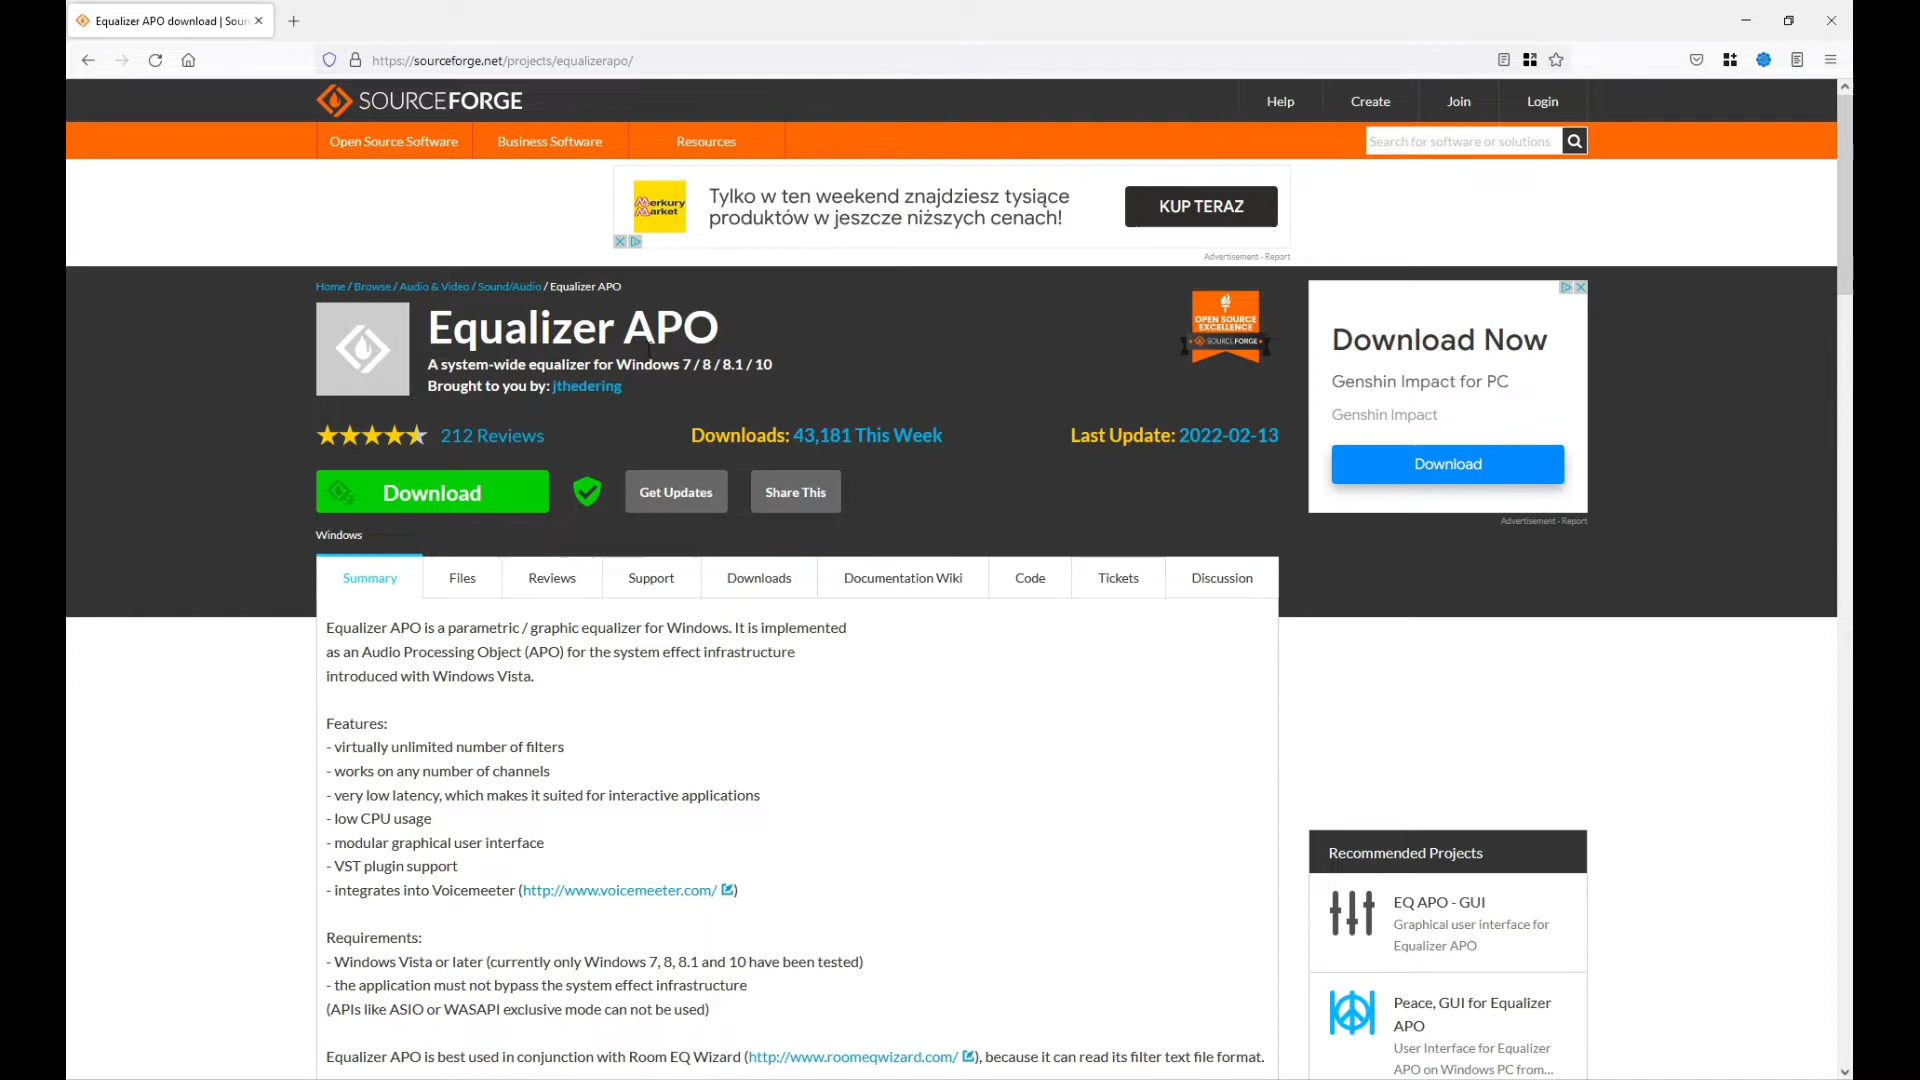 Equalizer APO download | Sour
https://sourceforge.net/projects/equalizerapo/
SOURCEFORGE
Help
Create
Join
Login
Open Source Software
Business Software
Resources
Search for software or solutions
Merkury
Market
Tylko w ten weekend znajdziesz tysiące
produktów w jeszcze niższych cenach!
KUP TERAZ
Advertisement - Report
Home / Browse / Audio & Video / Sound/Audio / Equalizer APO
Equalizer APO
A system-wide equalizer for Windows 7 / 8 / 8.1 / 10
Brought to you by: jthedering
OPEN SOURCE
EXCELLENCE
SOURCEFORGE
Download Now
Genshin Impact for PC
Genshin Impact
Download
Advertisement - Report
212 Reviews
Downloads: 43,181 This Week
Last Update: 2022-02-13
Download
Get Updates
Share This
Windows
Summary
Files
Reviews
Support
Downloads
Documentation Wiki
Code
Tickets
Discussion
Equalizer APO is a parametric / graphic equalizer for Windows. It is implemented
as an Audio Processing Object (APO) for the system effect infrastructure
introduced with Windows Vista.
Features:
- virtually unlimited number of filters
- works on any number of channels
- very low latency, which makes it suited for interactive applications
- low CPU usage
- modular graphical user interface
- VST plugin support
- integrates into Voicemeeter (http://www.voicemeeter.com/)
Requirements:
- Windows Vista or later (currently only Windows 7, 8, 8.1 and 10 have been tested)
- the application must not bypass the system effect infrastructure
(APIs like ASIO or WASAPI exclusive mode can not be used)
Equalizer APO is best used in conjunction with Room EQ Wizard (http://www.roomeqwizard.com/), because it can read its filter text file format.
Recommended Projects
EQ APO - GUI
Graphical user interface for
Equalizer APO
Peace, GUI for Equalizer
APO
User Interface for Equalizer
APO on Windows PC from...